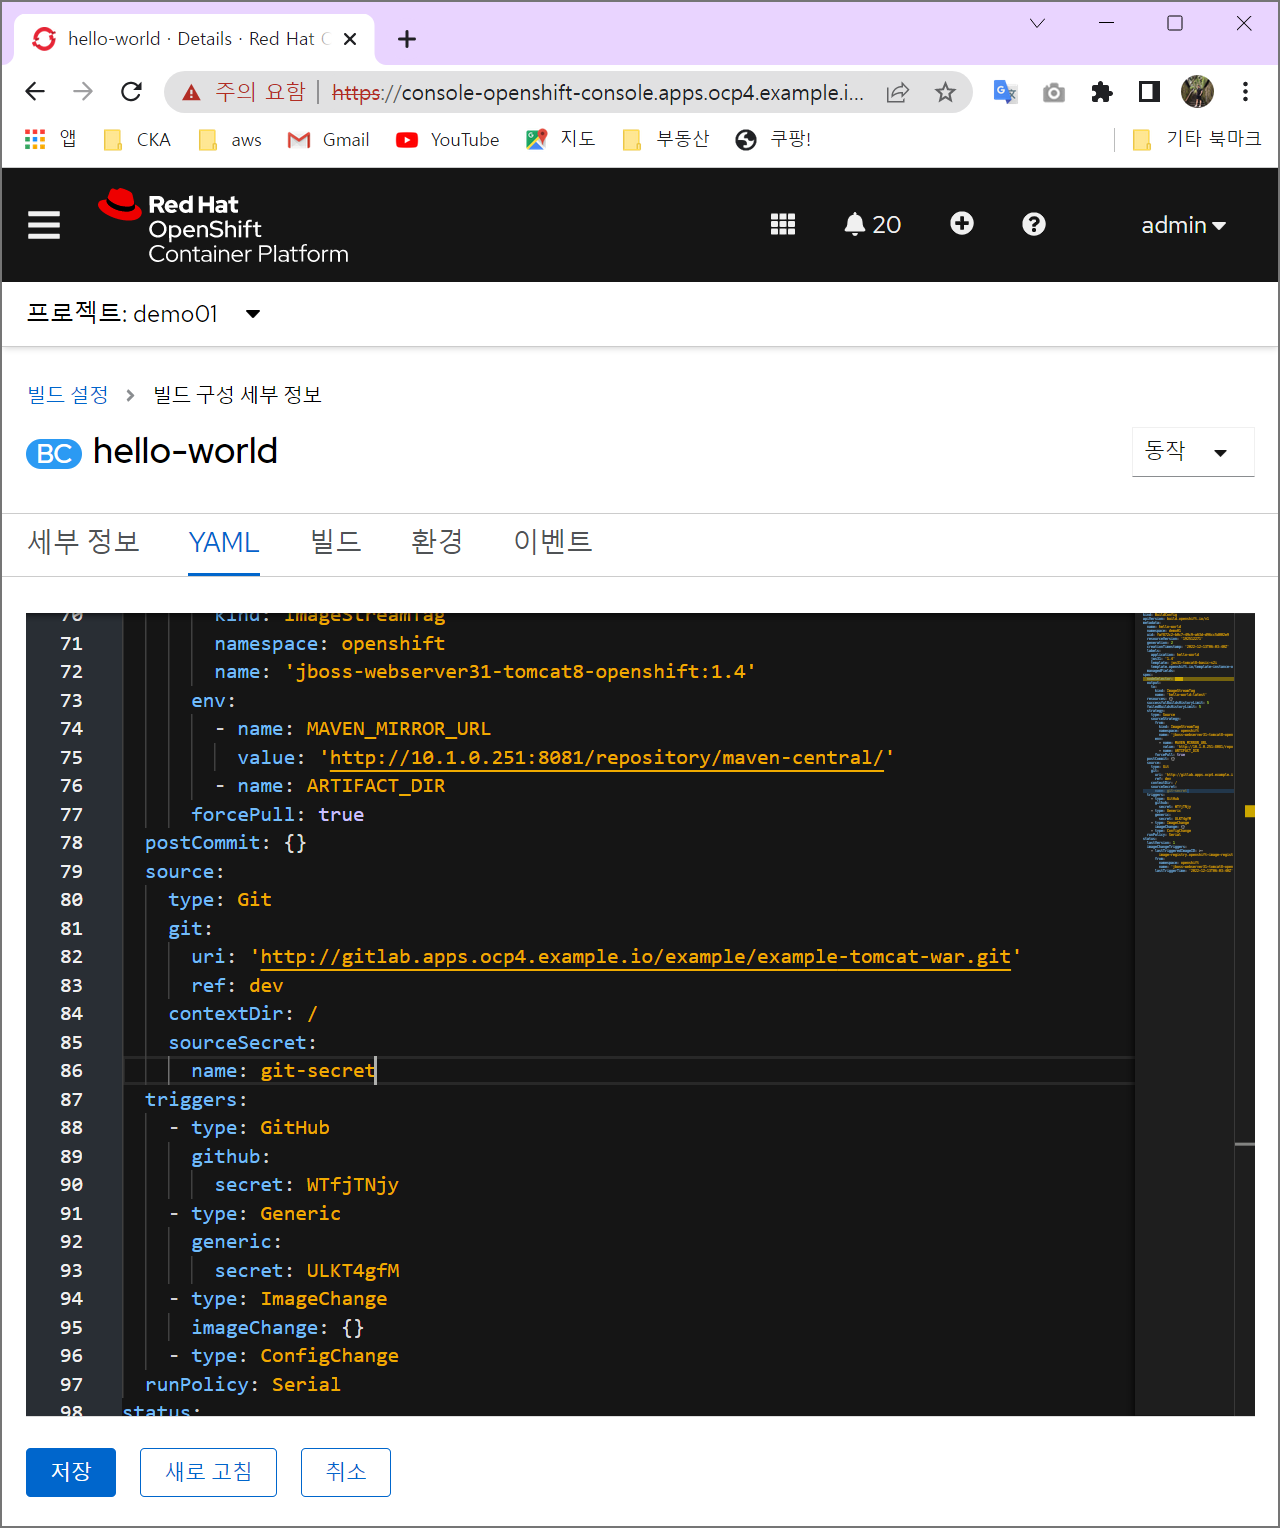 hello-world · Details · Red Hat
주의 요함 | https://console-openshift-console.apps.ocp4.example.i...
앱 CKA aws Gmail YouTube 지도 부동산 쿠팡! 기타 북마크
Red Hat
OpenShift
Container Platform
20
admin
프로젝트: demo01
빌드 설정 > 빌드 구성 세부 정보
BC hello-world
동작
세부 정보 YAML 빌드 환경 이벤트
70 kind: ImageStreamTag
71 namespace: openshift
72 name: 'jboss-webserver31-tomcat8-openshift:1.4'
73 env:
74 - name: MAVEN_MIRROR_URL
75 value: 'http://10.1.0.251:8081/repository/maven-central/'
76 - name: ARTIFACT_DIR
77 forcePull: true
78 postCommit: {}
79 source:
80 type: Git
81 git:
82 uri: 'http://gitlab.apps.ocp4.example.io/example/example-tomcat-war.git'
83 ref: dev
84 contextDir: /
85 sourceSecret:
86 name: git-secret
87 triggers:
88 - type: GitHub
89 github:
90 secret: WTfjTNjy
91 - type: Generic
92 generic:
93 secret: ULKT4gfM
94 - type: ImageChange
95 imageChange: {}
96 - type: ConfigChange
97 runPolicy: Serial
98 status:
저장 새로 고침 취소